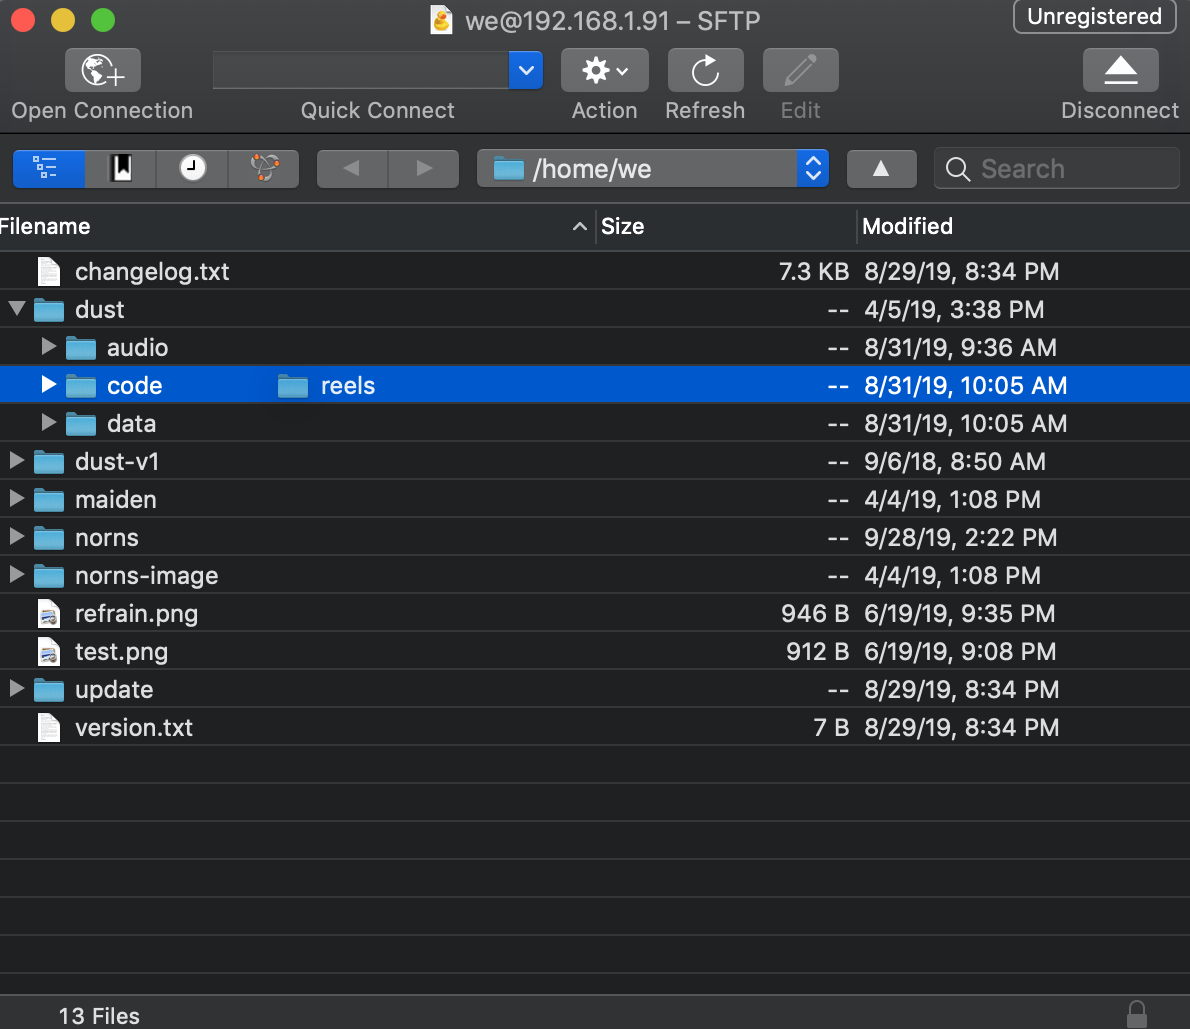 we@192.168.1.91 – SFTP
Unregistered
Open Connection
Quick Connect
Action
Refresh
Edit
Disconnect
/home/we
Search
Filename Size Modified
changelog.txt 7.3 KB 8/29/19, 8:34 PM
dust -- 4/5/19, 3:38 PM
audio -- 8/31/19, 9:36 AM
code reels -- 8/31/19, 10:05 AM
data -- 8/31/19, 10:05 AM
dust-v1 -- 9/6/18, 8:50 AM
maiden -- 4/4/19, 1:08 PM
norns -- 9/28/19, 2:22 PM
norns-image -- 4/4/19, 1:08 PM
refrain.png 946 B 6/19/19, 9:35 PM
test.png 912 B 6/19/19, 9:08 PM
update -- 8/29/19, 8:34 PM
version.txt 7 B 8/29/19, 8:34 PM
13 Files